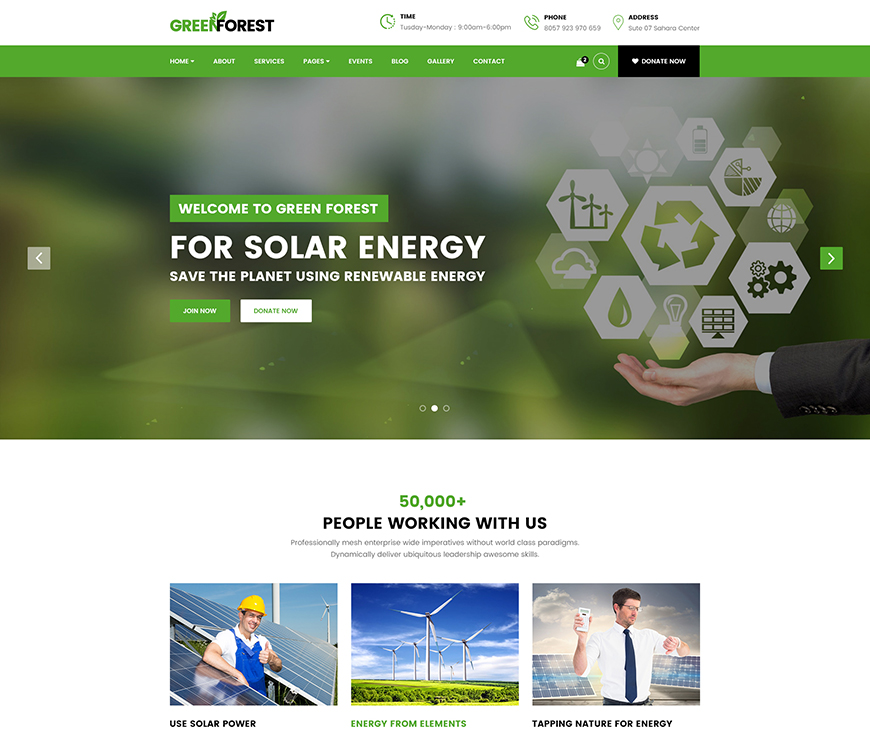 GREENFOREST
TIME
Tusday-Monday : 9:00am-6:00pm
PHONE
8057 923 970 659
ADDRESS
Sute 07 Sahara Center
HOME ABOUT SERVICES PAGES EVENTS BLOG GALLERY CONTACT 2 DONATE NOW
WELCOME TO GREEN FOREST
FOR SOLAR ENERGY
SAVE THE PLANET USING RENEWABLE ENERGY
JOIN NOW DONATE NOW
50,000+
PEOPLE WORKING WITH US
Professionally mesh enterprise wide imperatives without world class paradigms.
Dynamically deliver ubiquitous leadership awesome skills.
USE SOLAR POWER ENERGY FROM ELEMENTS TAPPING NATURE FOR ENERGY